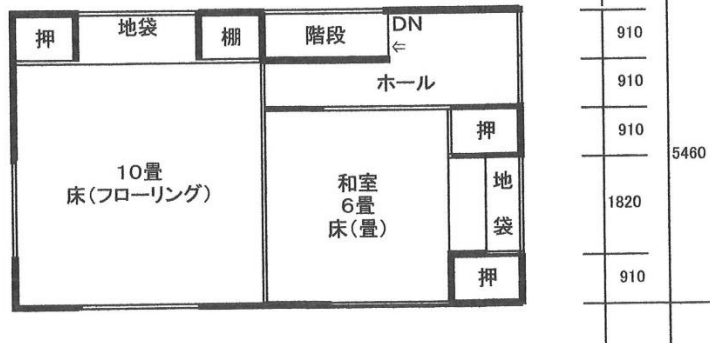 押
地袋
棚
階段
DN
⇐
ホール
10畳
床(フローリング)
和室
6畳
床(畳)
押
地
袋
押
910
910
910
1820
910
5460